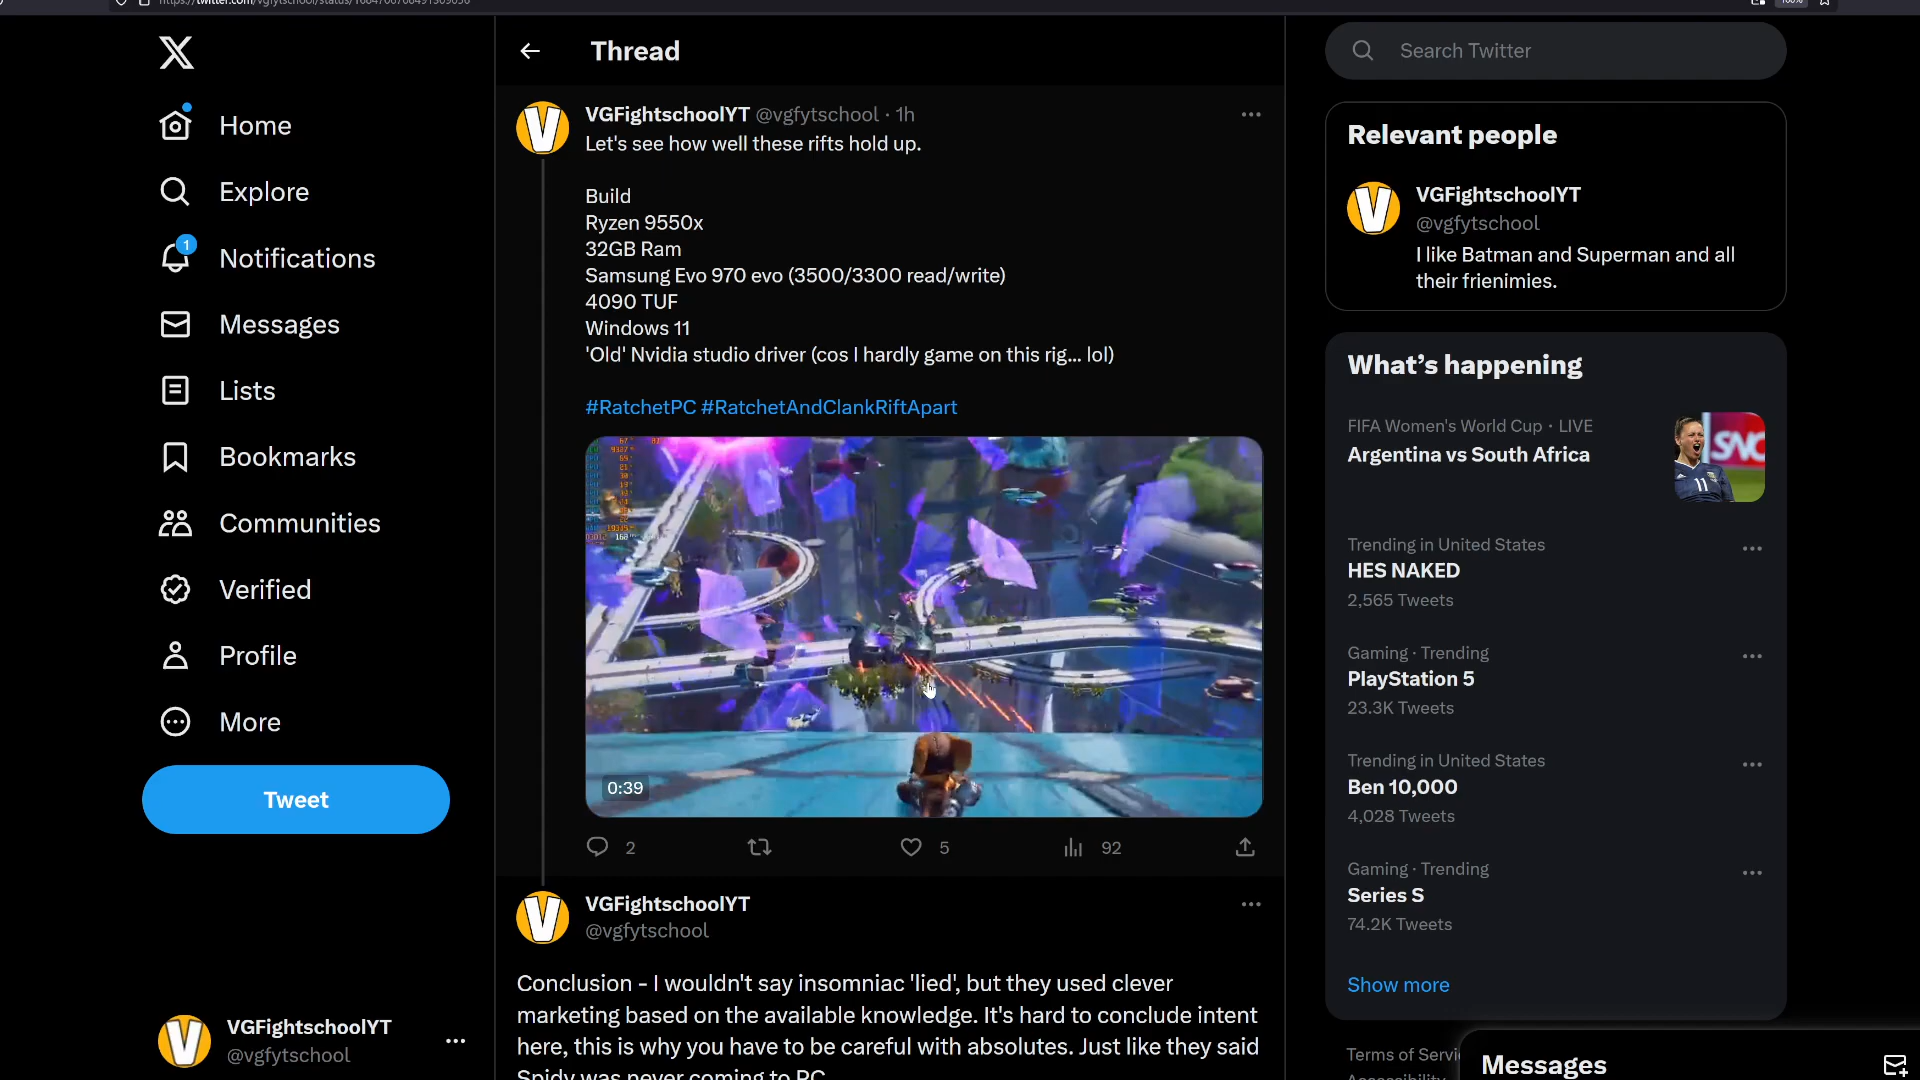 Home
Explore
1
Notifications
Messages
Lists
Bookmarks
Communities
Verified
Profile
More
Tweet
VGFightschoolYT
@vgfytschool
Thread
VGFightschoolYT @vgfytschool · 1h
Let's see how well these rifts hold up.
Build
Ryzen 9550x
32GB Ram
Samsung Evo 970 evo (3500/3300 read/write)
4090 TUF
Windows 11
'Old' Nvidia studio driver (cos I hardly game on this rig... lol)
#RatchetPC #RatchetAndClankRiftApart
0:39
2
5
92
VGFightschoolYT
@vgfytschool
Conclusion - I wouldn't say insomniac 'lied', but they used clever
marketing based on the available knowledge. It's hard to conclude intent
here, this is why you have to be careful with absolutes. Just like they said
Spidy was never coming to PC
Search Twitter
Relevant people
VGFightschoolYT
@vgfytschool
I like Batman and Superman and all
their frienimies.
What's happening
FIFA Women's World Cup · LIVE
Argentina vs South Africa
11
Trending in United States
HES NAKED
2,565 Tweets
Gaming · Trending
PlayStation 5
23.3K Tweets
Trending in United States
Ben 10,000
4,028 Tweets
Gaming · Trending
Series S
74.2K Tweets
Show more
Terms of Servi
Messages